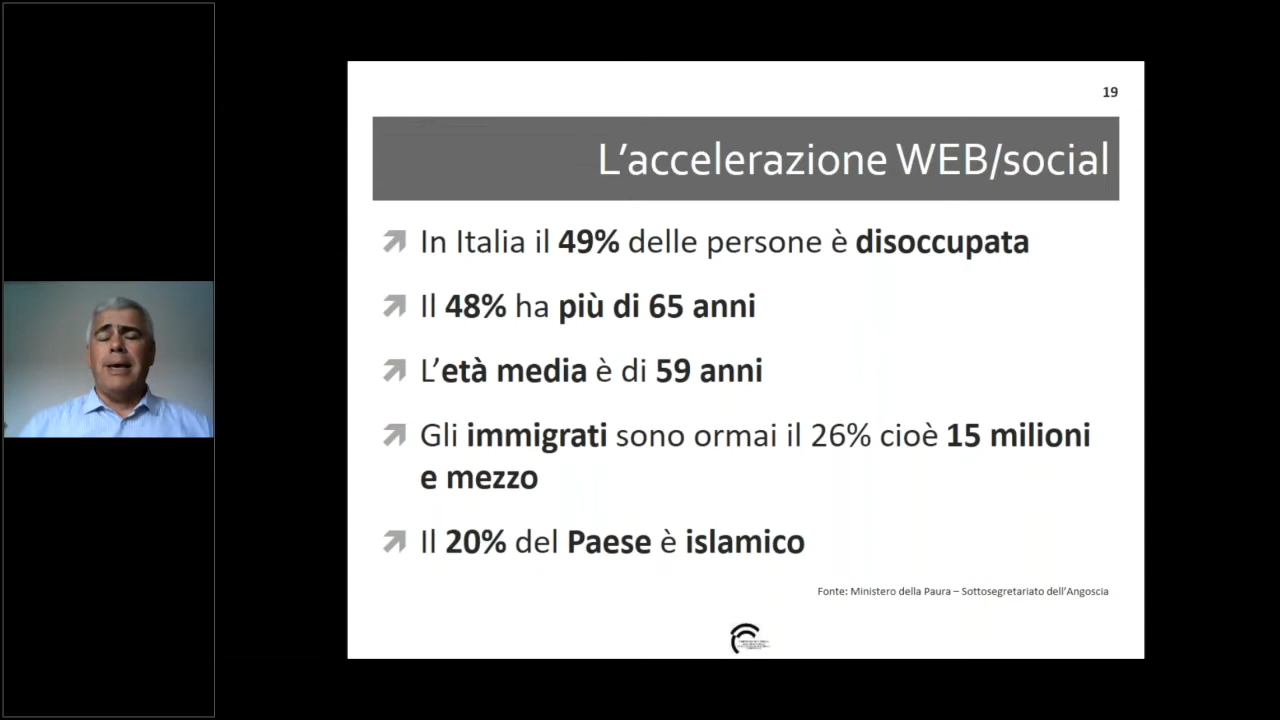 19
L'accelerazione WEB/social
In Italia il 49% delle persone è disoccupata
Il 48% ha più di 65 anni
L'età media è di 59 anni
Gli immigrati sono ormai il 26% cioè 15 milioni
e mezzo
Il 20% del Paese è islamico
Fonte: Ministero della Paura – Sottosegretariato dell'Angoscia